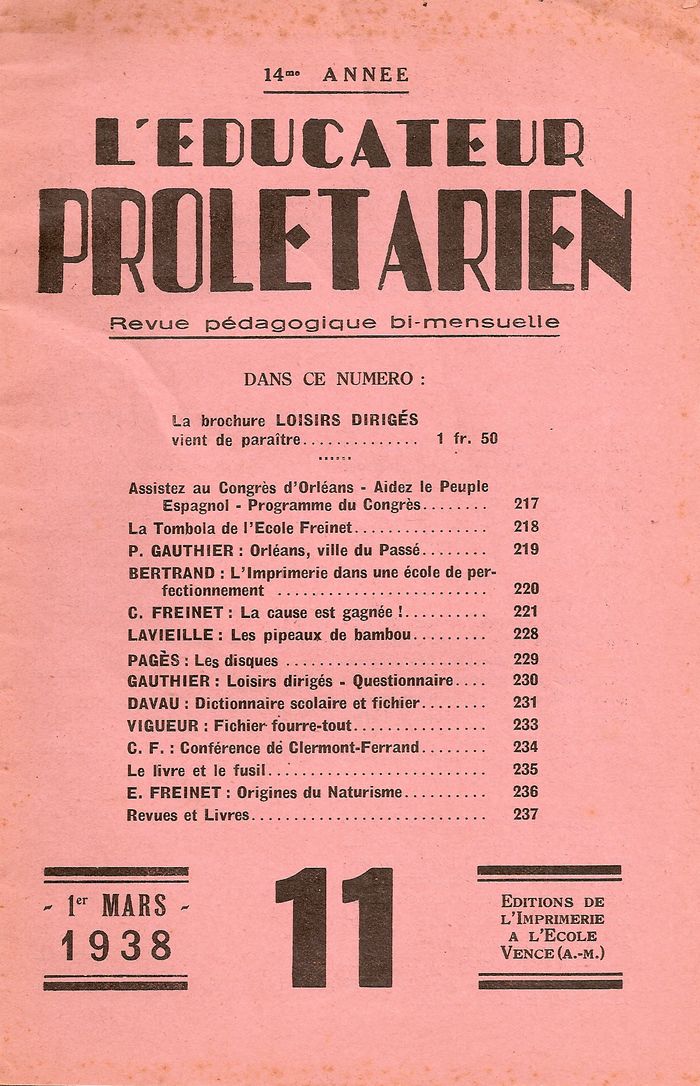 14me ANNEE
L'EDUCATEUR
PROLETARIEN
Revue pédagogique bi-mensuelle
DANS CE NUMERO :
La brochure LOISIRS DIRIGÉS
vient de paraître.............. 1 fr. 50
......
Assistez au Congrès d'Orléans - Aidez le Peuple
Espagnol - Programme du Congrès........ 217
La Tombola de l'Ecole Freinet................ 218
P. GAUTHIER : Orléans, ville du Passé........ 219
BERTRAND : L'Imprimerie dans une école de per-
fectionnement .......................... 220
C. FREINET : La cause est gagnée !.......... 221
LAVIEILLE : Les pipeaux de bambou......... 228
PAGÈS : Les disques ........................ 229
GAUTHIER : Loisirs dirigés - Questionnaire.... 230
DAVAU : Dictionnaire scolaire et fichier........ 231
VIGUEUR : Fichier fourre-tout................ 233
C. F. : Conférence de Clermont-Ferrand........ 234
Le livre et le fusil........................... 235
E. FREINET : Origines du Naturisme.......... 236
Revues et Livres............................. 237
- 1er MARS -
1938
11
EDITIONS DE
L'IMPRIMERIE
A L'ECOLE
VENCE (A.-M.)